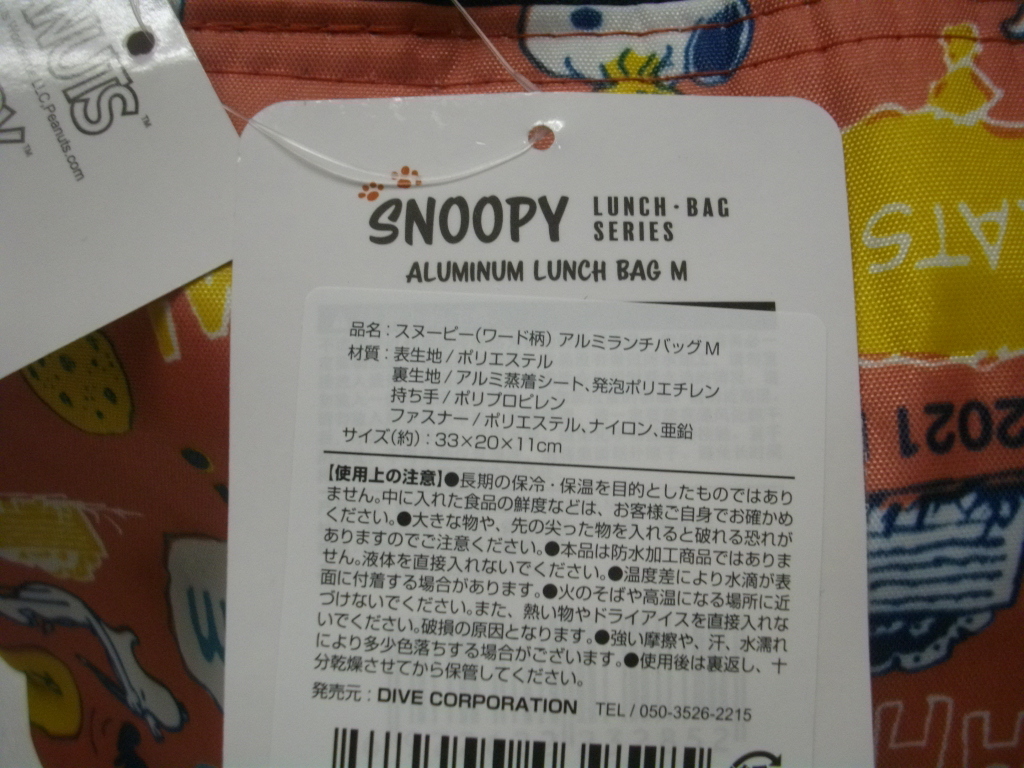 NUTS™
LLC.Peanuts.com
SNOOPY LUNCH・BAG
SERIES
ALUMINUM LUNCH BAG M
品名：スヌーピー（ワード柄） アルミランチバッグM
材質：表生地 / ポリエステル
裏生地 / アルミ蒸着シート、発泡ポリエチレン
持ち手 / ポリプロピレン
ファスナー / ポリエステル、ナイロン、亜鉛
サイズ（約）：33×20×11cm
【使用上の注意】●長期の保冷・保温を目的としたものではあり
ません。中に入れた食品の鮮度などは、お客様ご自身でお確かめ
ください。●大きな物や、先の尖った物を入れると破れる恐れが
ありますのでご注意ください。●本品は防水加工商品ではありま
せん。液体を直接入れないでください。●温度差により水滴が表
面に付着する場合があります。●火のそばや高温になる場所に近
づけないでください。また、熱い物やドライアイスを直接入れな
いでください。破損の原因となります。●強い摩擦や、汗、水濡れ
により多少色落ちする場合がございます。●使用後は裏返し、十
分乾燥させてから保管してください。
発売元：DIVE CORPORATION TEL / 050-3526-2215
ATS
2021